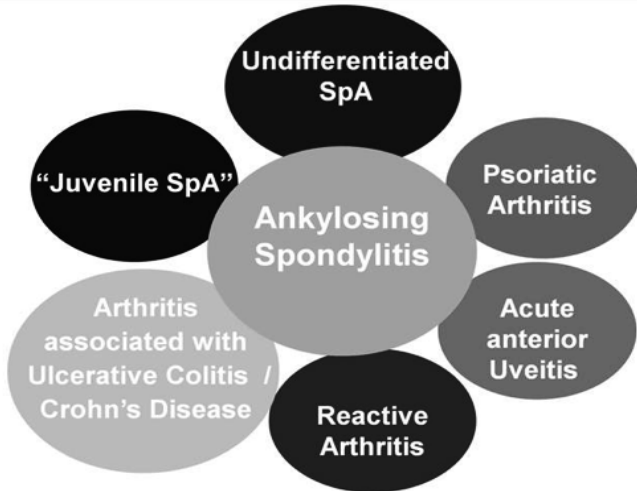 Undifferentiated
SpA
“Juvenile SpA”
Psoriatic
Arthritis
Ankylosing
Spondylitis
Arthritis
associated with
Ulcerative Colitis /
Crohn’s Disease
Acute
anterior
Uveitis
Reactive
Arthritis